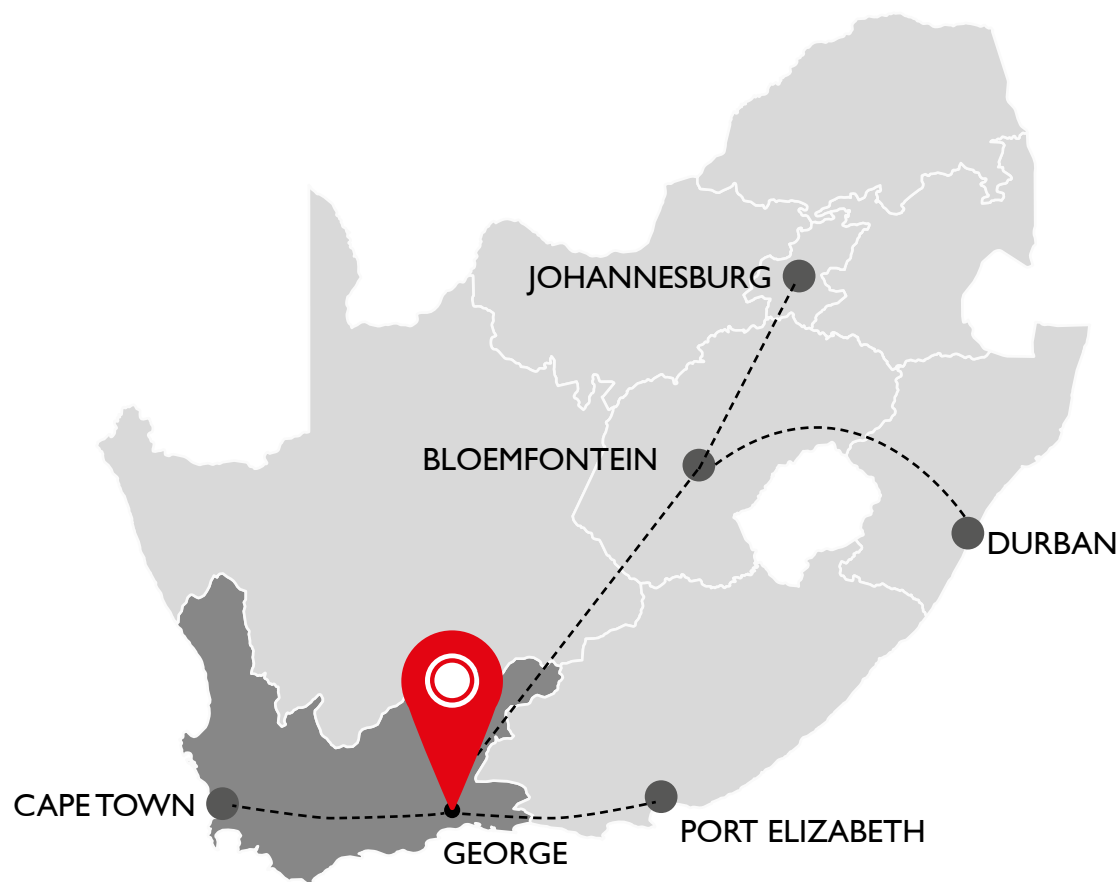 JOHANNESBURG
BLOEMFONTEIN
DURBAN
CAPE TOWN
PORT ELIZABETH
GEORGE